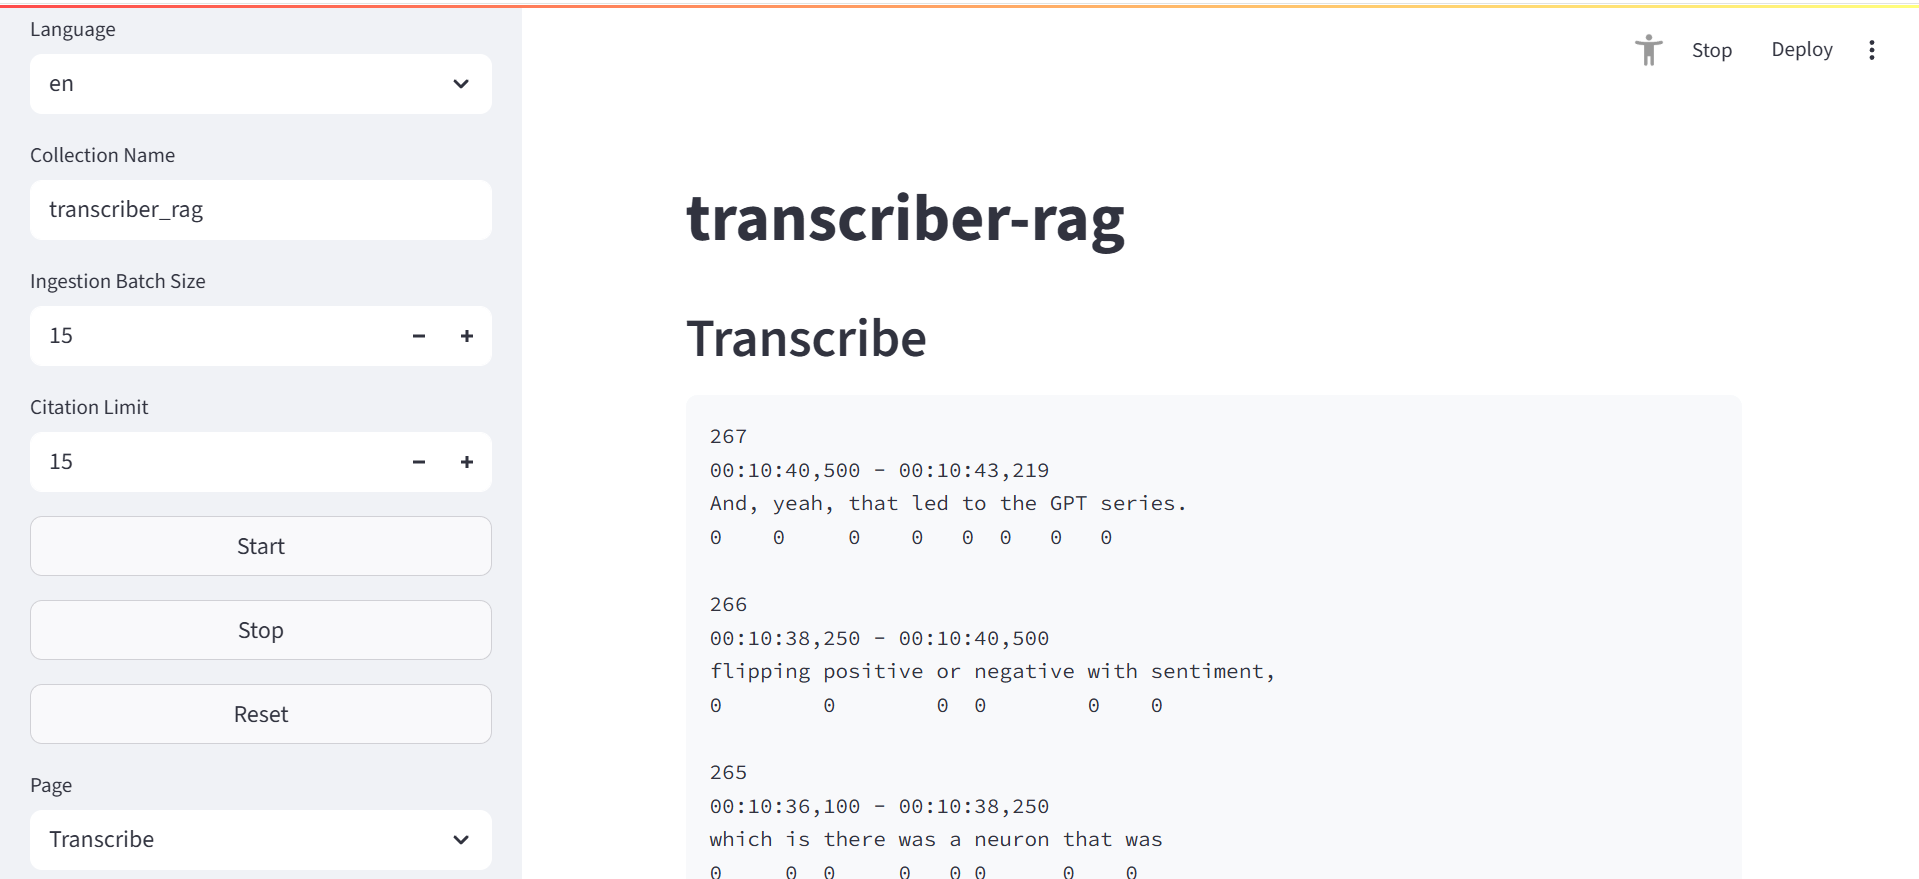 Language
en
Collection Name
transcriber_rag
Ingestion Batch Size
15 − +
Citation Limit
15 − +
Start
Stop
Reset
Page
Transcribe
Stop Deploy
transcriber-rag
Transcribe
267
00:10:40,500 - 00:10:43,219
And, yeah, that led to the GPT series.
0    0     0    0   0  0   0   0
266
00:10:38,250 - 00:10:40,500
flipping positive or negative with sentiment,
0        0        0  0        0    0
265
00:10:36,100 - 00:10:38,250
which is there was a neuron that was
0     0  0     0   0 0      0    0